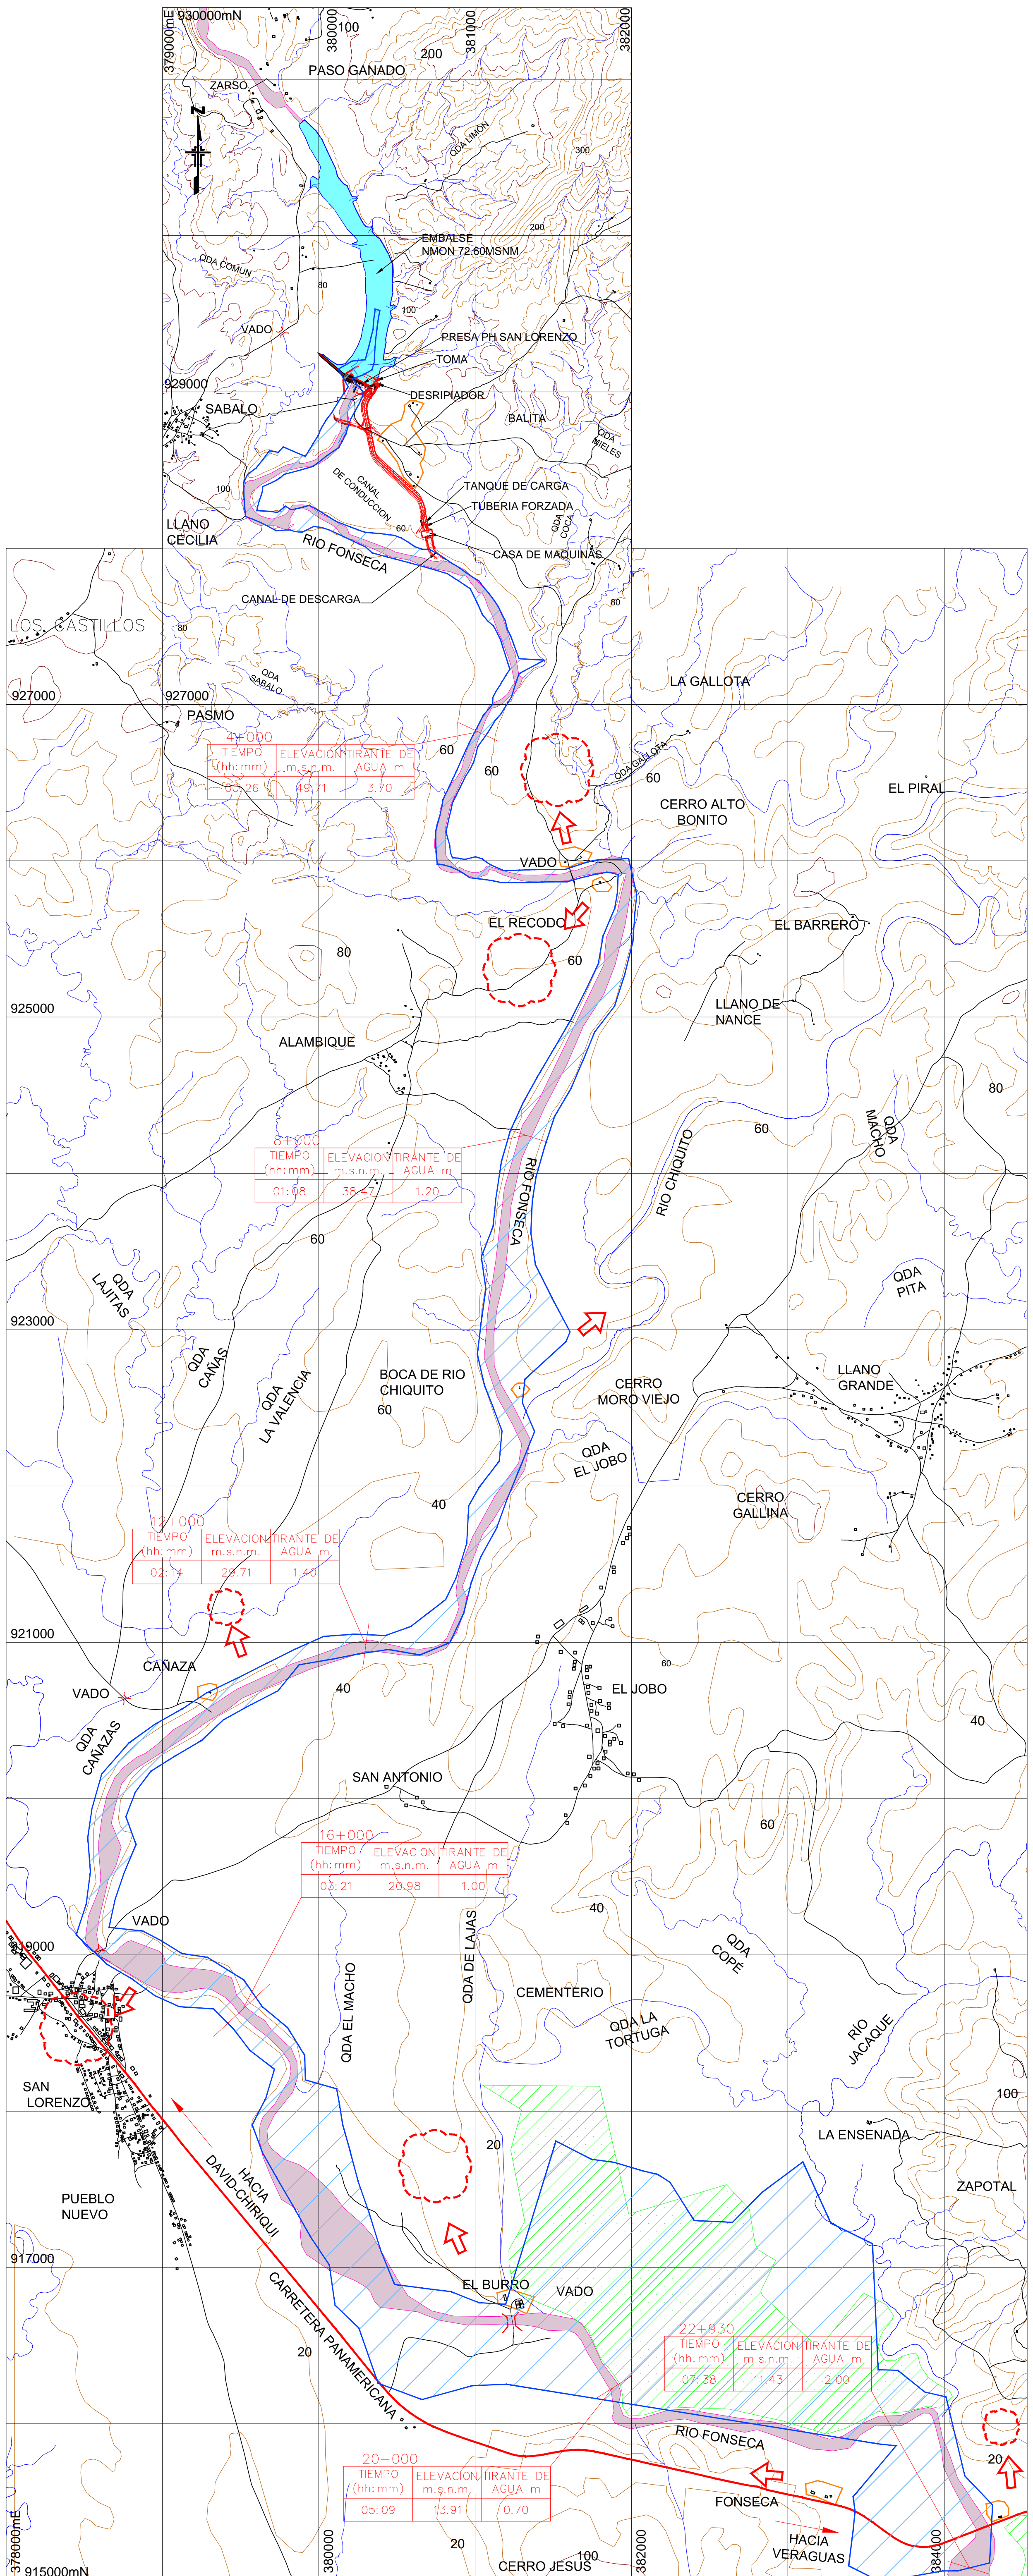 930000mN
379000mE
380000
381000
382000
100
200
PASO GANADO
ZARSO
N
QDA LIMON
300
200
EMBALSE
NMON 72.60MSNM
QDA COMUN
80
100
VADO
PRESA PH SAN LORENZO
TOMA
929000
DESRIPIADOR
SABALO
BALITA
QDA
MIELES
CANAL
DE CONDUCCION
TANQUE DE CARGA
100
TUBERIA FORZADA
60
QDA
COCA
LLANO
CECILIA
RIO FONSECA
CASA DE MAQUINAS
CANAL DE DESCARGA
80
LOS CASTILLOS
80
QDA
SABALO
LA GALLOTA
927000
927000
PASMO
4+000
TIEMPO
(hh:mm)
ELEVACION
m.s.n.m.
TIRANTE DE
AGUA m
00:26
49.71
3.70
60
60
QDA GALLOTA
60
EL PIRAL
CERRO ALTO
BONITO
VADO
EL RECODO
EL BARRERO
80
60
LLANO DE
NANCE
925000
ALAMBIQUE
80
QDA
MACHO
60
8+000
TIEMPO
(hh:mm)
ELEVACION
m.s.n.m.
TIRANTE DE
AGUA m
01:08
38.47
1.20
RIO FONSECA
RIO CHIQUITO
60
QDA
LAJITAS
QDA
PITA
923000
QDA
CAÑAS
QDA
LA VALENCIA
BOCA DE RIO
CHIQUITO
60
CERRO
MORO VIEJO
LLANO
GRANDE
QDA
EL JOBO
40
CERRO
GALLINA
12+000
TIEMPO
(hh:mm)
ELEVACION
m.s.n.m.
TIRANTE DE
AGUA m
02:14
29.71
1.40
921000
CAÑAZA
60
VADO
40
EL JOBO
QDA
CAÑAZAS
40
SAN ANTONIO
60
16+000
TIEMPO
(hh:mm)
ELEVACION
m.s.n.m.
TIRANTE DE
AGUA m
03:21
20.98
1.00
40
VADO
QDA DE LAJAS
QDA
COPÉ
919000
QDA EL MACHO
CEMENTERIO
QDA LA
TORTUGA
RÍO
JACAQUE
SAN
LORENZO
100
LA ENSENADA
20
HACIA
DAVID-CHIRIQUI
PUEBLO
NUEVO
ZAPOTAL
917000
EL BURRO
VADO
CARRETERA PANAMERICANA
22+930
TIEMPO
(hh:mm)
ELEVACION
m.s.n.m.
TIRANTE DE
AGUA m
07:38
11.43
2.00
20
RIO FONSECA
20
20+000
TIEMPO
(hh:mm)
ELEVACION
m.s.n.m.
TIRANTE DE
AGUA m
05:09
13.91
0.70
FONSECA
378000mE
380000
382000
384000
HACIA
VERAGUAS
20
100
CERRO JESUS
915000mN